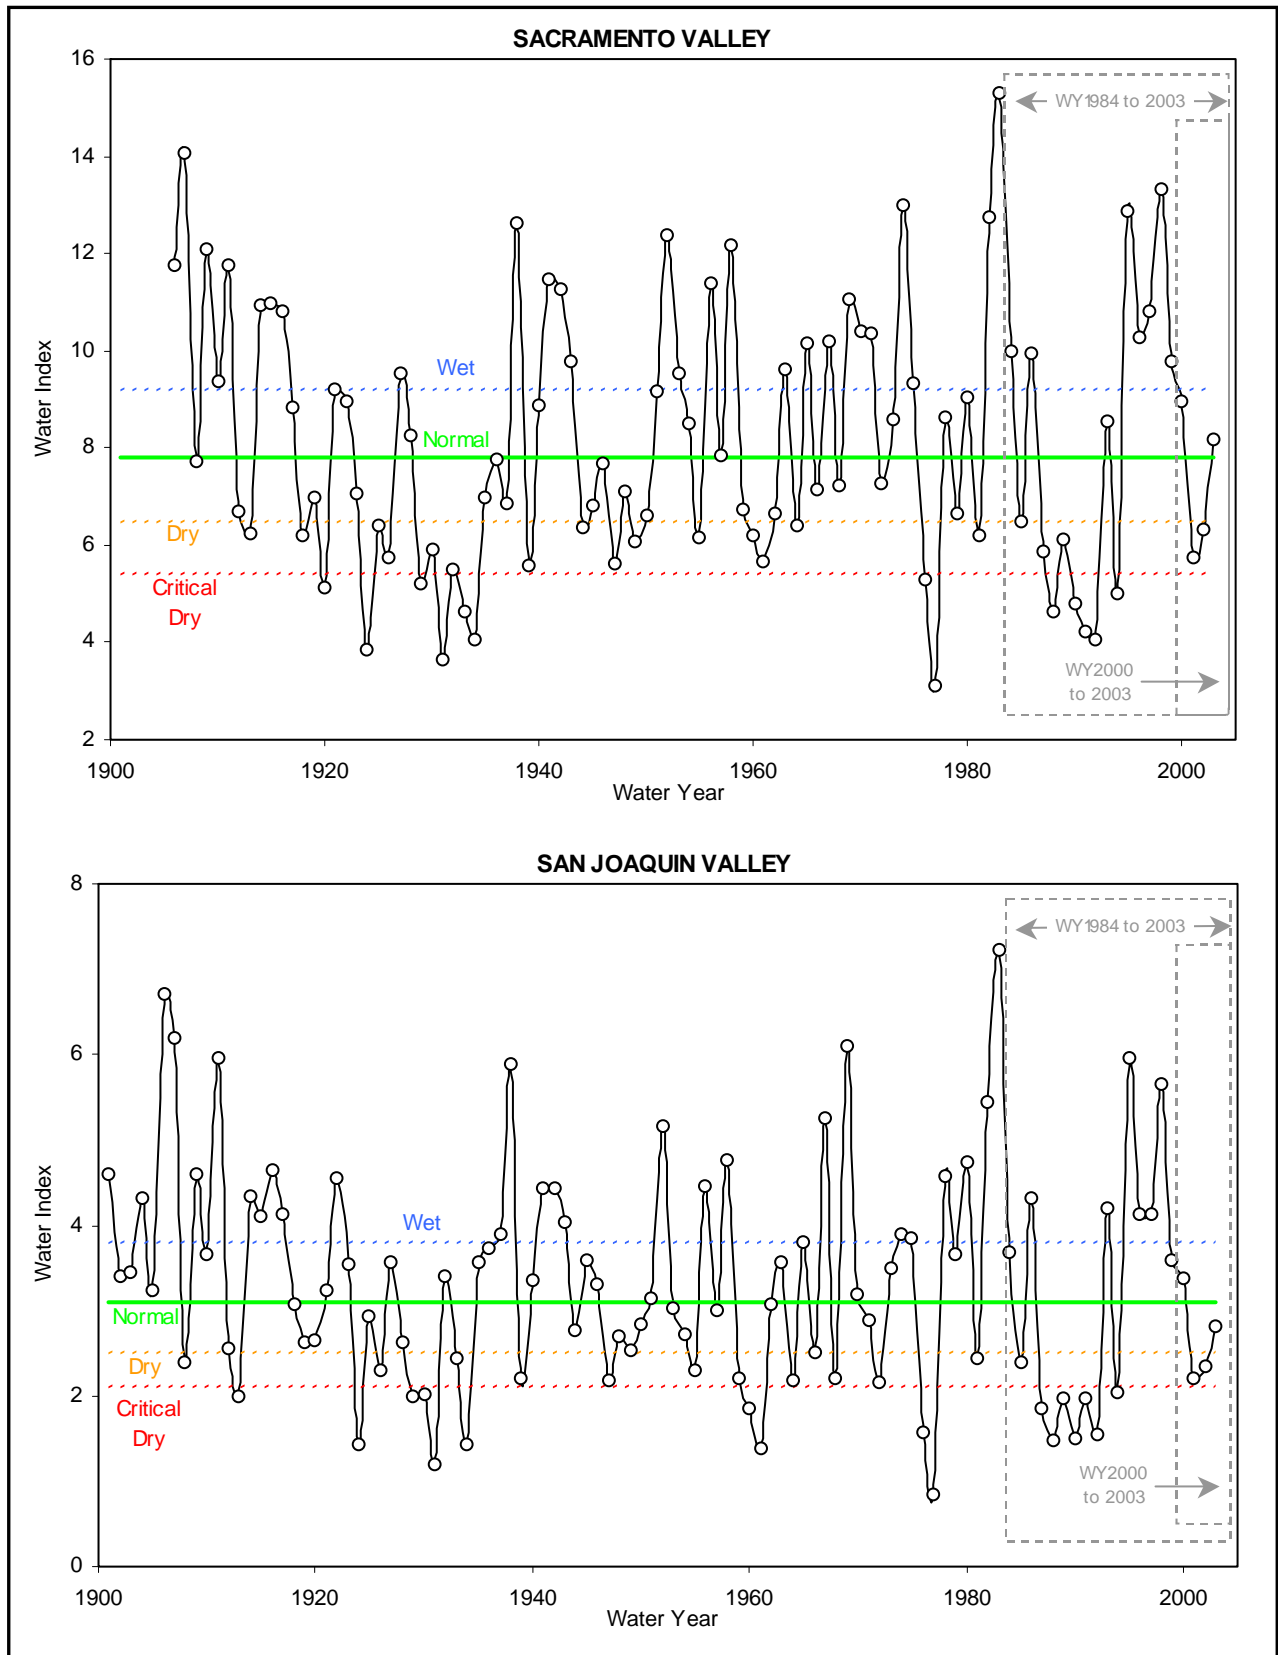 SACRAMENTO VALLEY
16
14
12
10
8
6
4
2
Water Index
WY1984 to 2003
Wet
Normal
Dry
Critical
Dry
WY2000
to 2003
1900
1920
1940
1960
1980
2000
Water Year
SAN JOAQUIN VALLEY
8
6
4
2
0
Water Index
WY1984 to 2003
Wet
Normal
Dry
Critical
Dry
WY2000
to 2003
1900
1920
1940
1960
1980
2000
Water Year